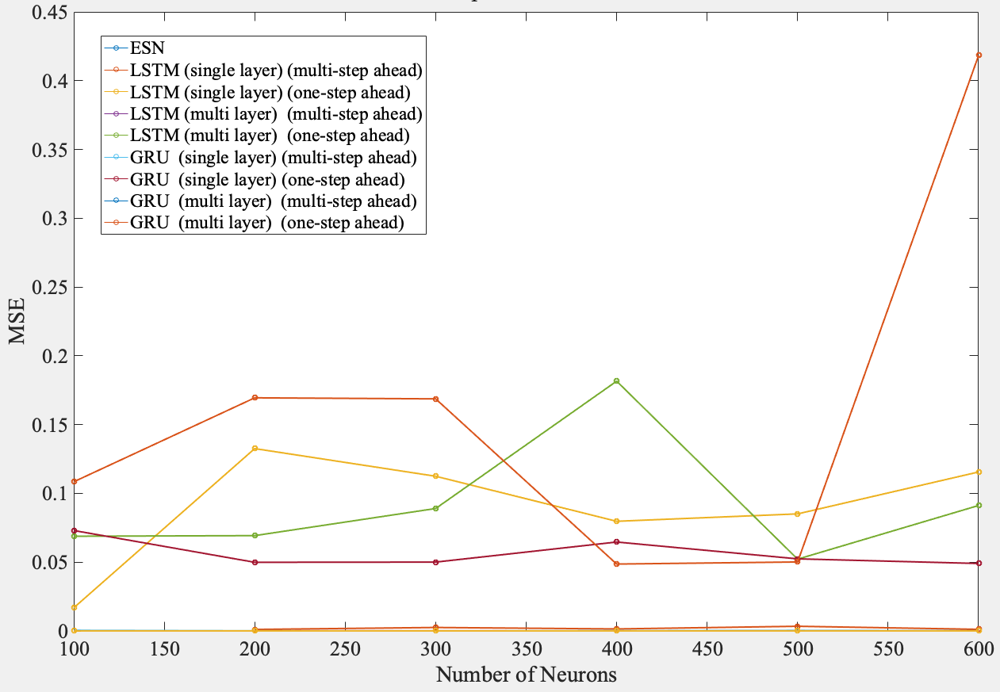 0.45
0.4
0.35
0.3
0.25
0.2
0.15
0.1
0.05
0
MSE
ESN
LSTM (single layer) (multi-step ahead)
LSTM (single layer) (one-step ahead)
LSTM (multi layer)  (multi-step ahead)
LSTM (multi layer)  (one-step ahead)
GRU  (single layer) (multi-step ahead)
GRU  (single layer) (one-step ahead)
GRU  (multi layer)  (multi-step ahead)
GRU  (multi layer)  (one-step ahead)
100 150 200 250 300 350 400 450 500 550 600
Number of Neurons